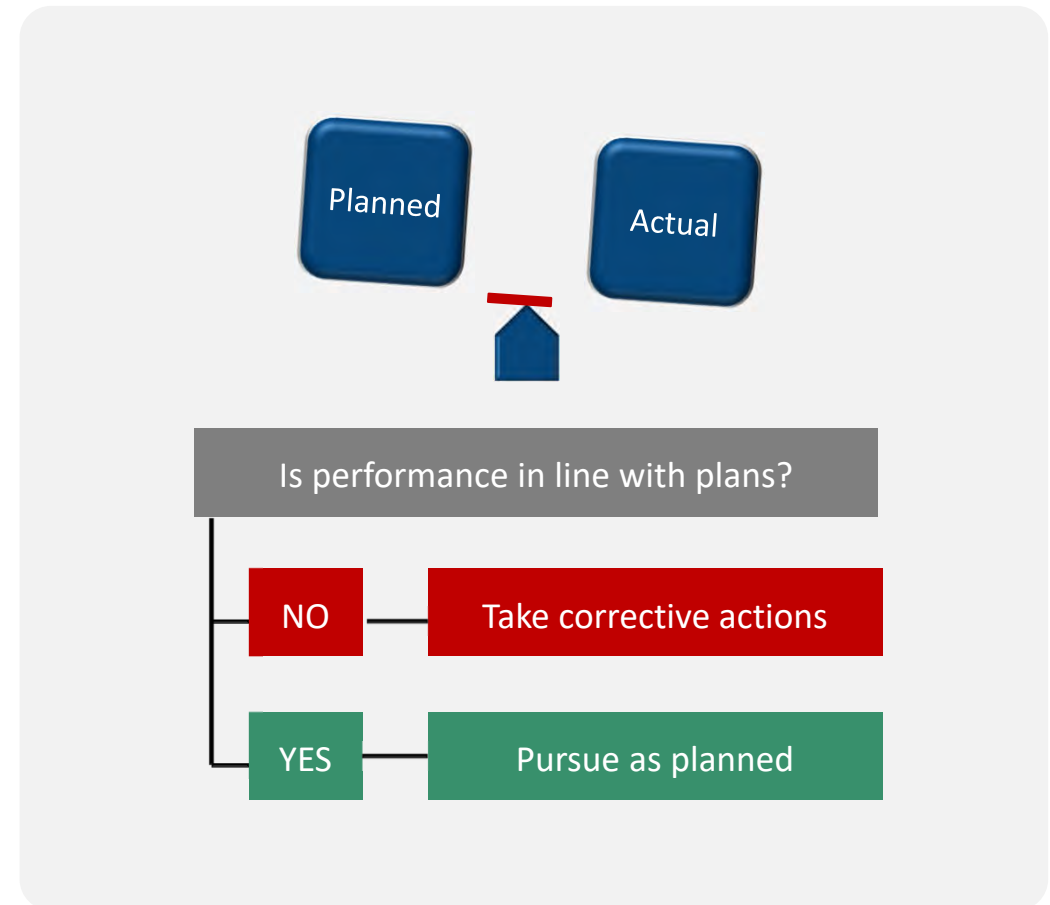 Planned
Actual
Is performance in line with plans?
NO
Take corrective actions
YES
Pursue as planned